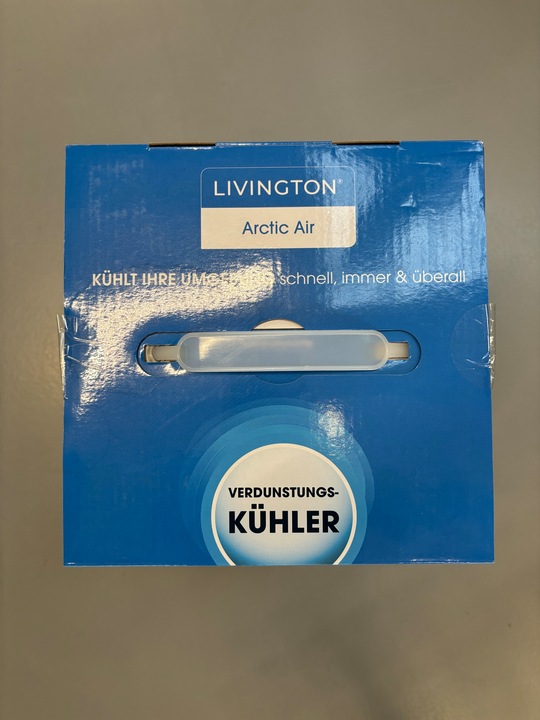 LIVINGTON®
Arctic Air
KÜHLT IHRE schnell, immer & überall
VERDUNSTUNGS-
KÜHLER